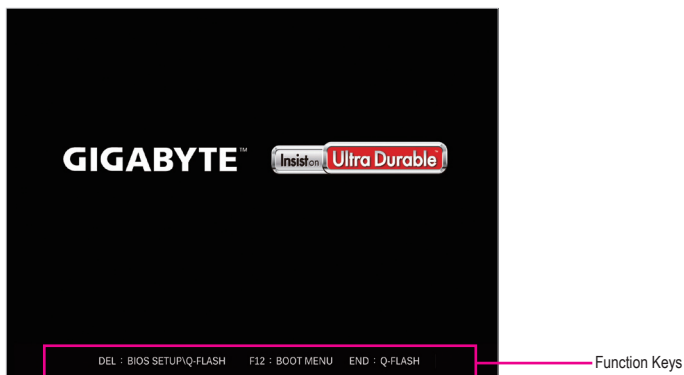 GIGABYTE™ Insist on Ultra Durable™
DEL : BIOS SETUP\Q-FLASH F12 : BOOT MENU END : Q-FLASH
Function Keys